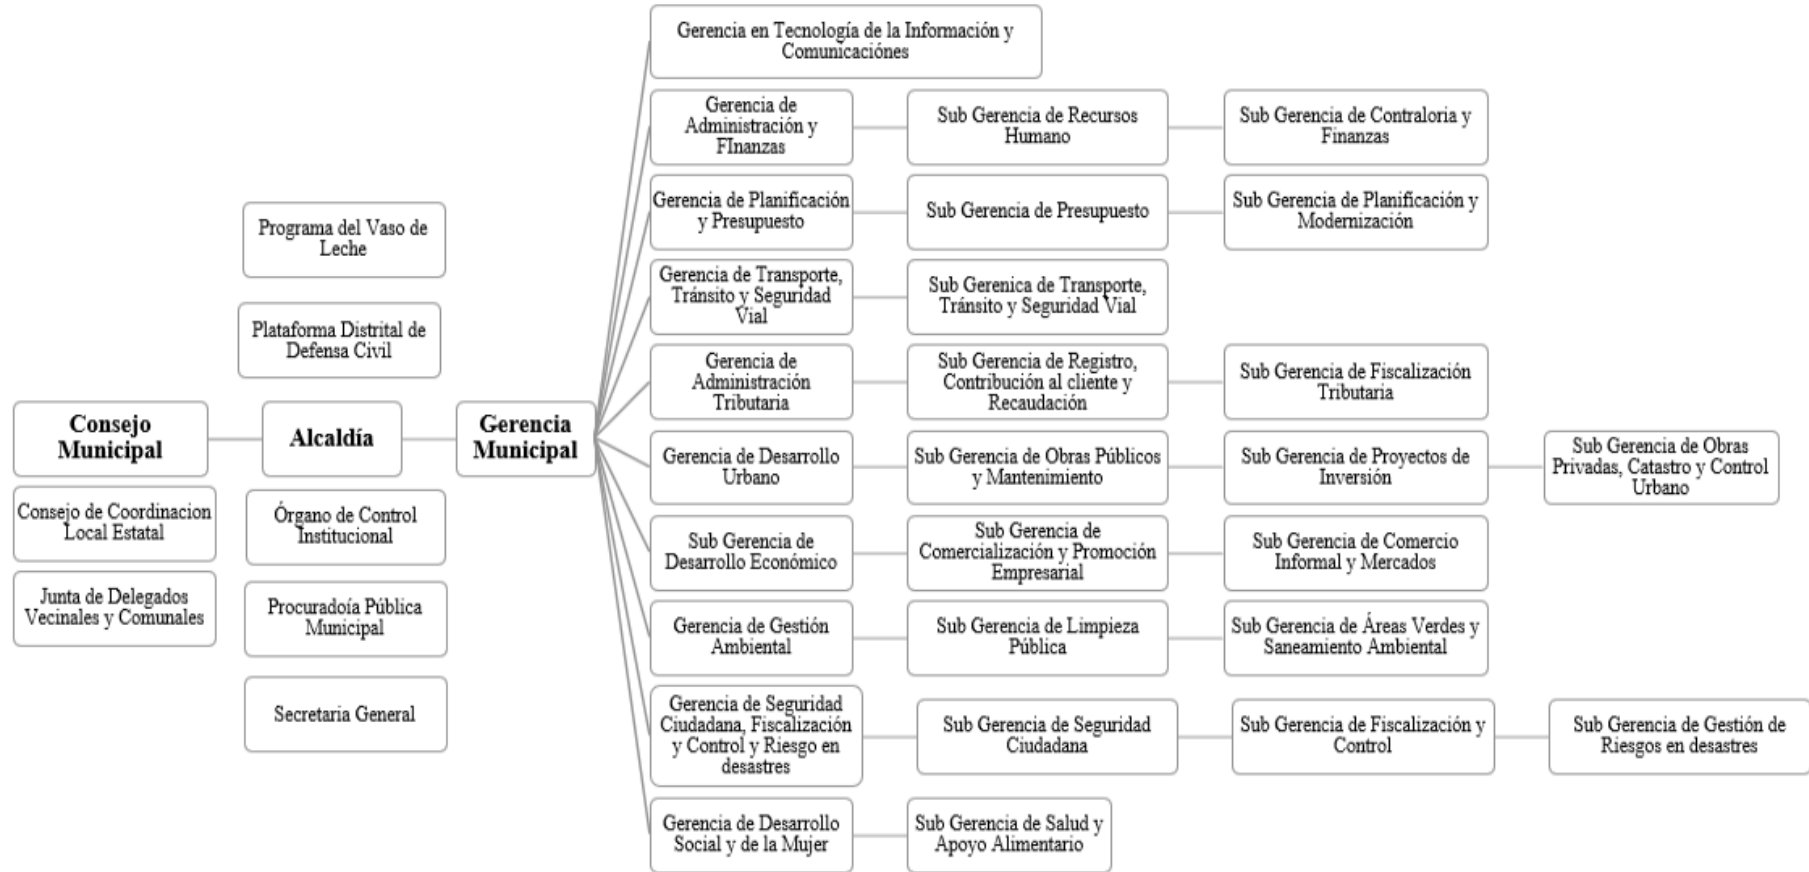 Gerencia en Tecnología de la Información y
Comunicaciónes
Gerencia de
Administración y
FInanzas
Sub Gerencia de Recursos
Humano
Sub Gerencia de Contraloria y
Finanzas
Gerencia de Planificación
y Presupuesto
Sub Gerencia de Presupuesto
Sub Gerencia de Planificación y
Modernización
Programa del Vaso de
Leche
Gerencia de Transporte,
Tránsito y Seguridad
Vial
Sub Gerenica de Transporte,
Tránsito y Seguridad Vial
Plataforma Distrital de
Defensa Civil
Gerencia de
Administración
Tributaria
Sub Gerencia de Registro,
Contribución al cliente y
Recaudación
Sub Gerencia de Fiscalización
Tributaria
Consejo
Municipal
Alcaldía
Gerencia
Municipal
Gerencia de Desarrollo
Urbano
Sub Gerencia de Obras Públicos
y Mantenimiento
Sub Gerencia de Proyectos de
Inversión
Sub Gerencia de Obras
Privadas, Catastro y Control
Urbano
Consejo de Coordinacion
Local Estatal
Órgano de Control
Institucional
Sub Gerencia de
Desarrollo Económico
Sub Gerencia de
Comercialización y Promoción
Empresarial
Sub Gerencia de Comercio
Informal y Mercados
Junta de Delegados
Vecinales y Comunales
Procuradoía Pública
Municipal
Gerencia de Gestión
Ambiental
Sub Gerencia de Limpieza
Pública
Sub Gerencia de Áreas Verdes y
Saneamiento Ambiental
Secretaria General
Gerencia de Seguridad
Ciudadana, Fiscalización
y Control y Riesgo en
desastres
Sub Gerencia de Seguridad
Ciudadana
Sub Gerencia de Fiscalización y
Control
Sub Gerencia de Gestión de
Riesgos en desastres
Gerencia de Desarrollo
Social y de la Mujer
Sub Gerencia de Salud y
Apoyo Alimentario